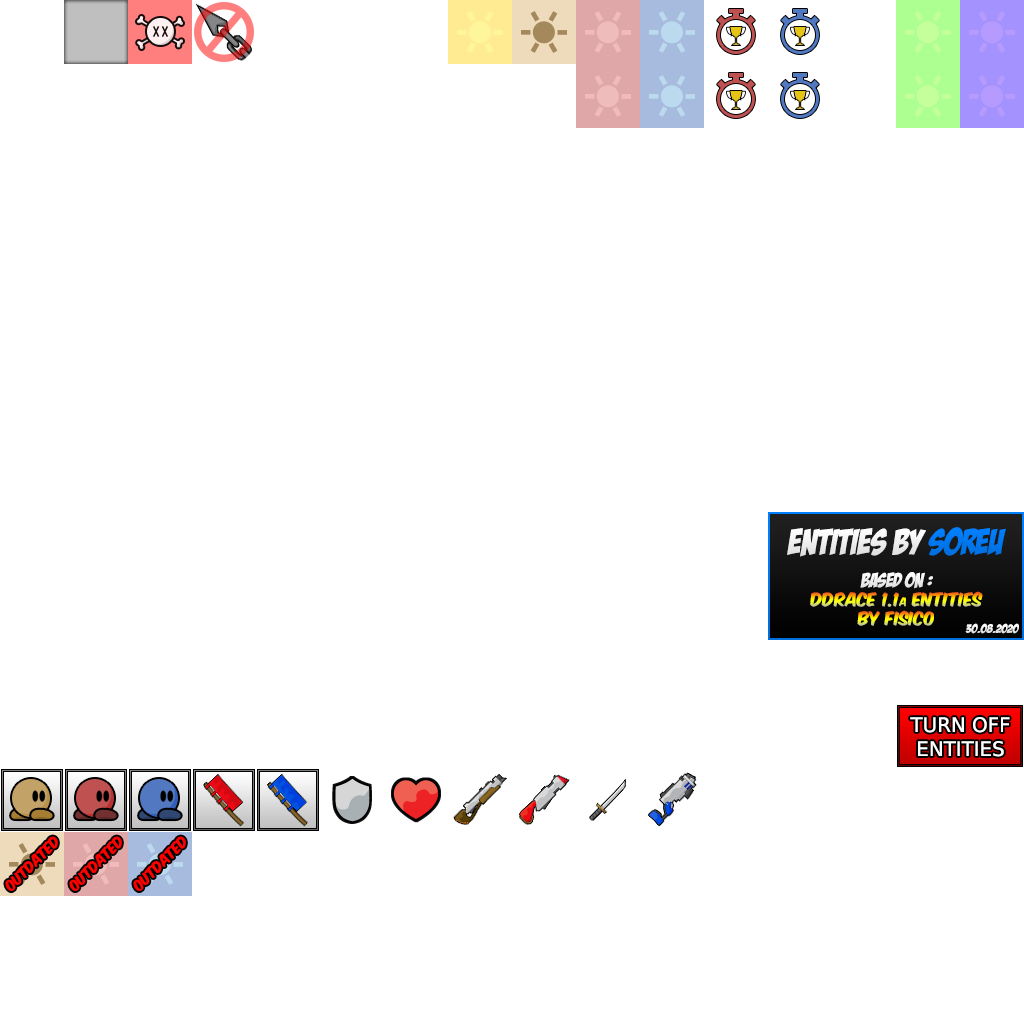 ENTITIES BY SOREU
BASED ON :
DDRACE 1.1A ENTITIES
BY FISICO
30.08.2020
TURN OFF
ENTITIES
OUTDATED
OUTDATED
OUTDATED